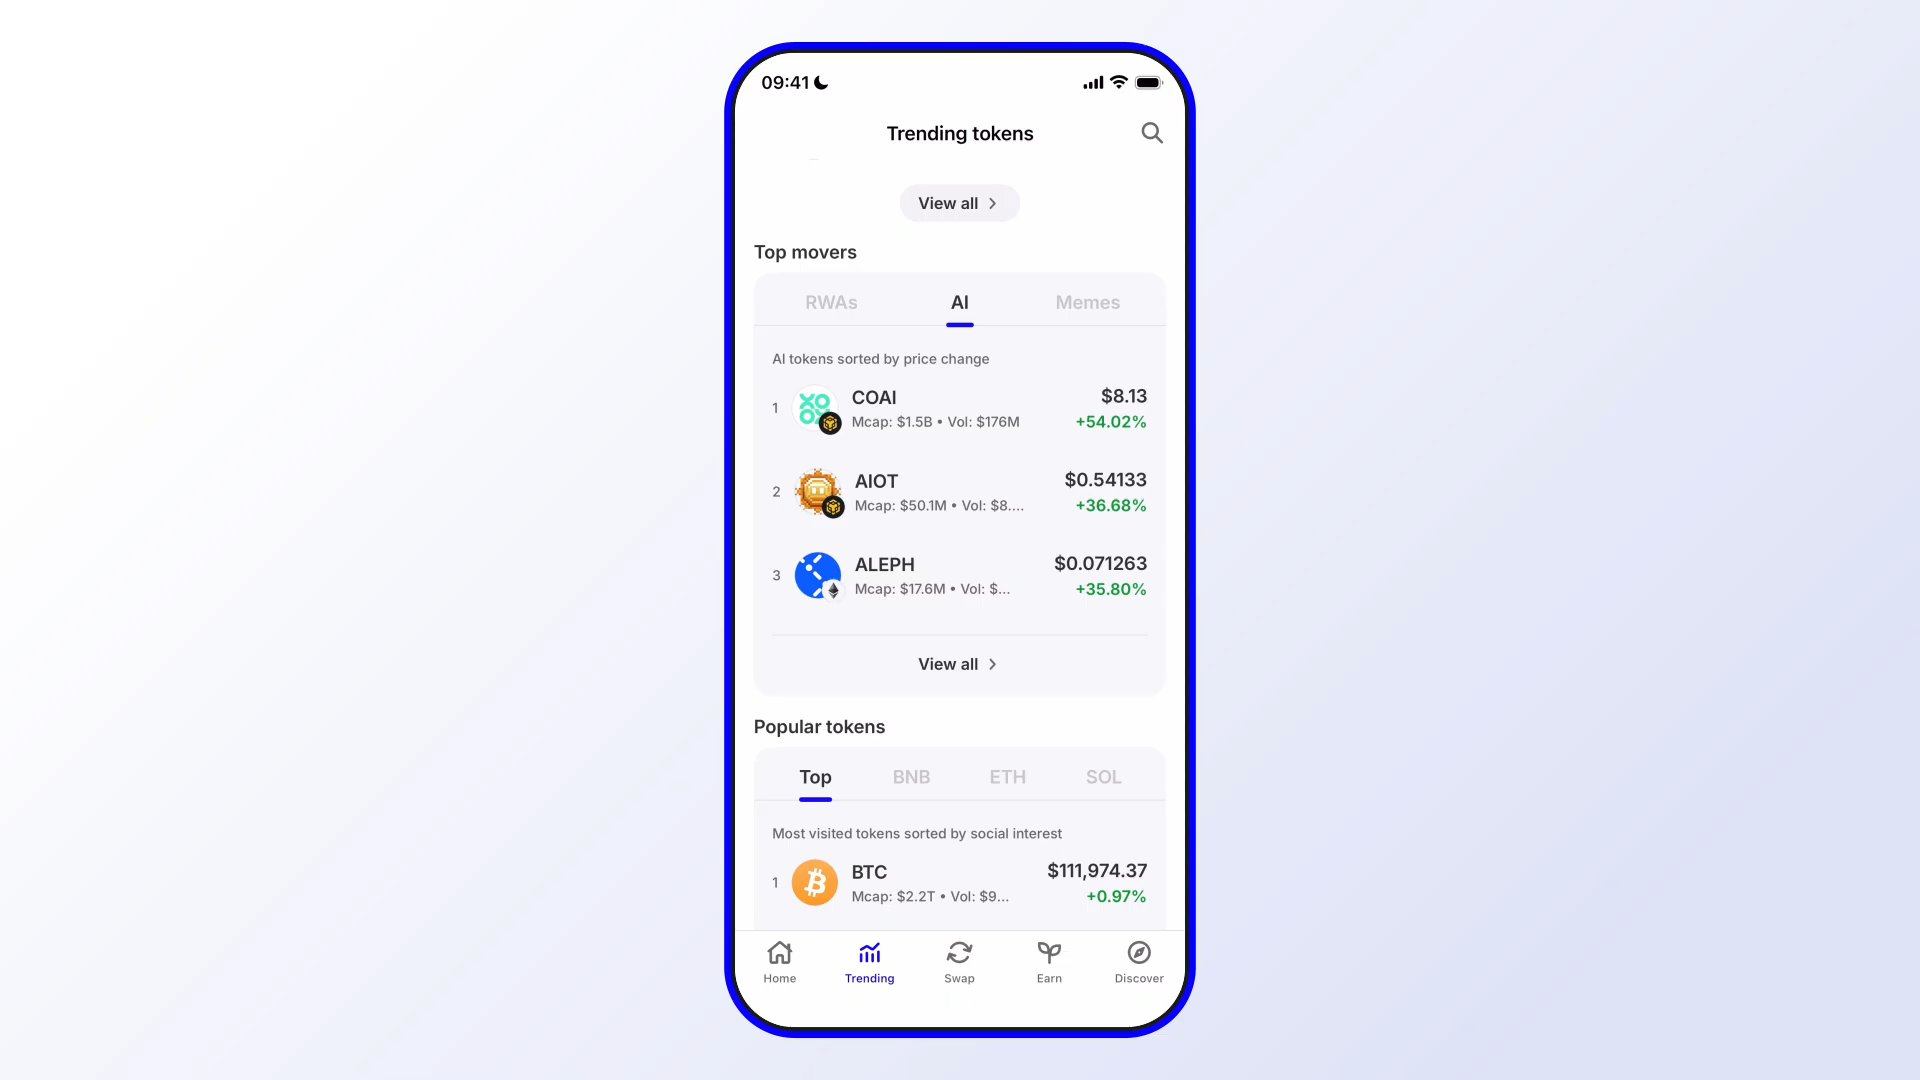 09:41
Trending tokens
View all
Top movers
RWAs AI Memes
AI tokens sorted by price change
1 COAI $8.13
Mcap: $1.5B • Vol: $176M +54.02%
2 AIOT $0.54133
Mcap: $50.1M • Vol: $8.... +36.68%
3 ALEPH $0.071263
Mcap: $17.6M • Vol: $... +35.80%
View all
Popular tokens
Top BNB ETH SOL
Most visited tokens sorted by social interest
1 BTC $111,974.37
Mcap: $2.2T • Vol: $9... +0.97%
Home Trending Swap Earn Discover